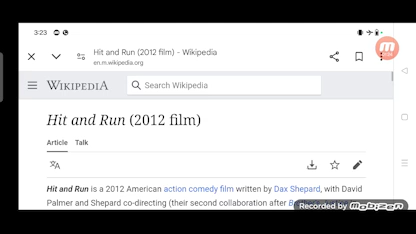 3:23
Hit and Run (2012 film) - Wikipedia
en.m.wikipedia.org
WIKIPEDIA
Search Wikipedia
Hit and Run (2012 film)
Article Talk
Hit and Run is a 2012 American action comedy film written by Dax Shepard, with David
Palmer and Shepard co-directing (their second collaboration after
Recorded by Mobizen